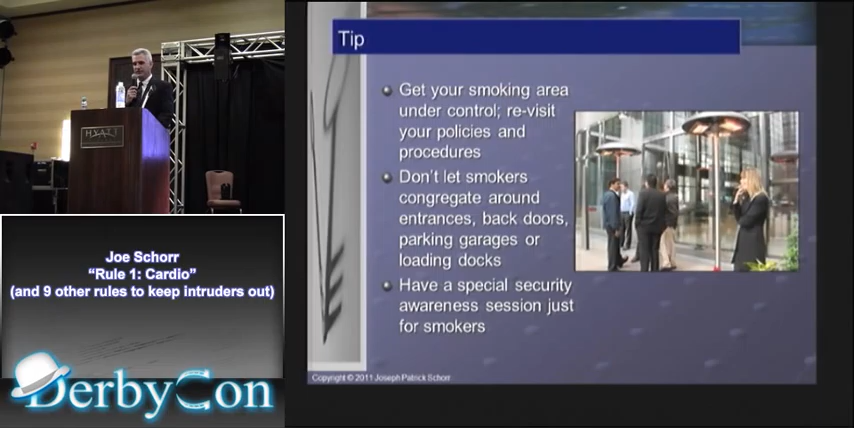 HYATT
Joe Schorr
“Rule 1: Cardio”
(and 9 other rules to keep intruders out)
DerbyCon
Tip
Get your smoking area
under control; re-visit
your policies and
procedures
Don’t let smokers
congregate around
entrances, back doors,
parking garages or
loading docks
Have a special security
awareness session just
for smokers
Copyright © 2011 Joseph Patrick Schorr